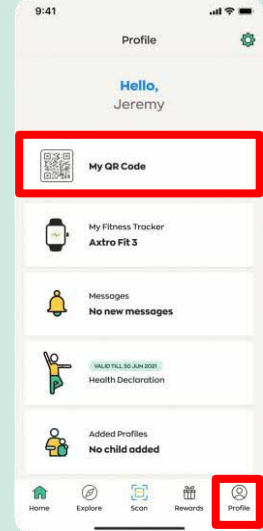 9:41
Profile
Hello,
Jeremy
My QR Code
My Fitness Tracker
Axtro Fit 3
Messages
No new messages
VALID TILL 30 JUN 2021
Health Declaration
Added Profiles
No child added
Home Explore Scan Rewards Profile